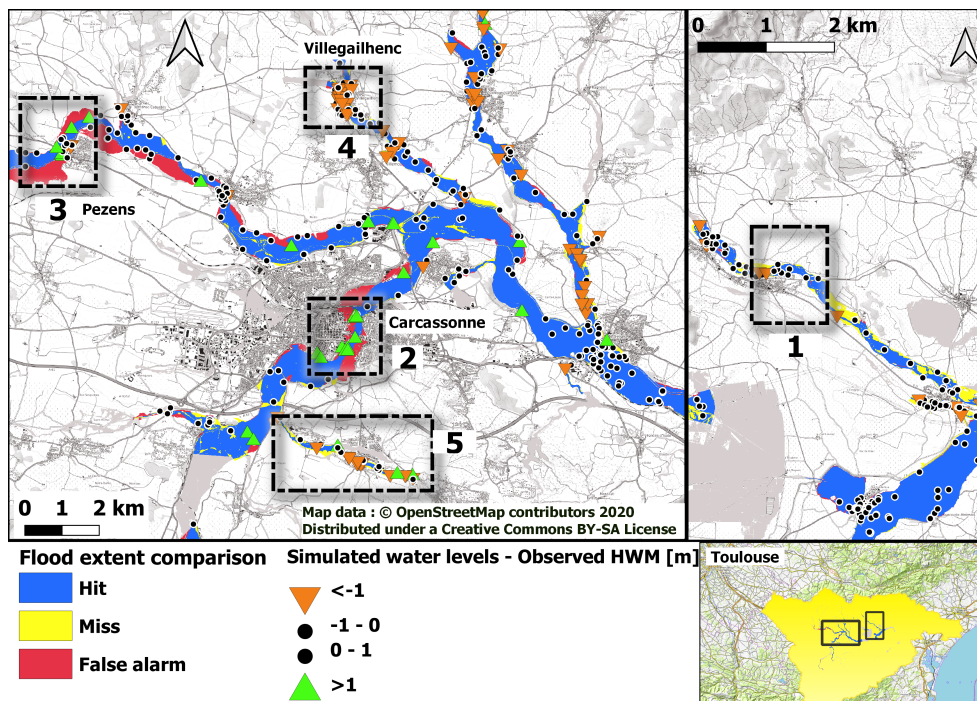 Villegailhenc
4
3
Pezens
Carcassonne
2
5
0 1 2 km
Map data : © OpenStreetMap contributors 2020
Distributed under a Creative Commons BY-SA License
0 1 2 km
1
Flood extent comparison
Hit
Miss
False alarm
Simulated water levels - Observed HWM [m]
<-1
-1 - 0
0 - 1
>1
Toulouse